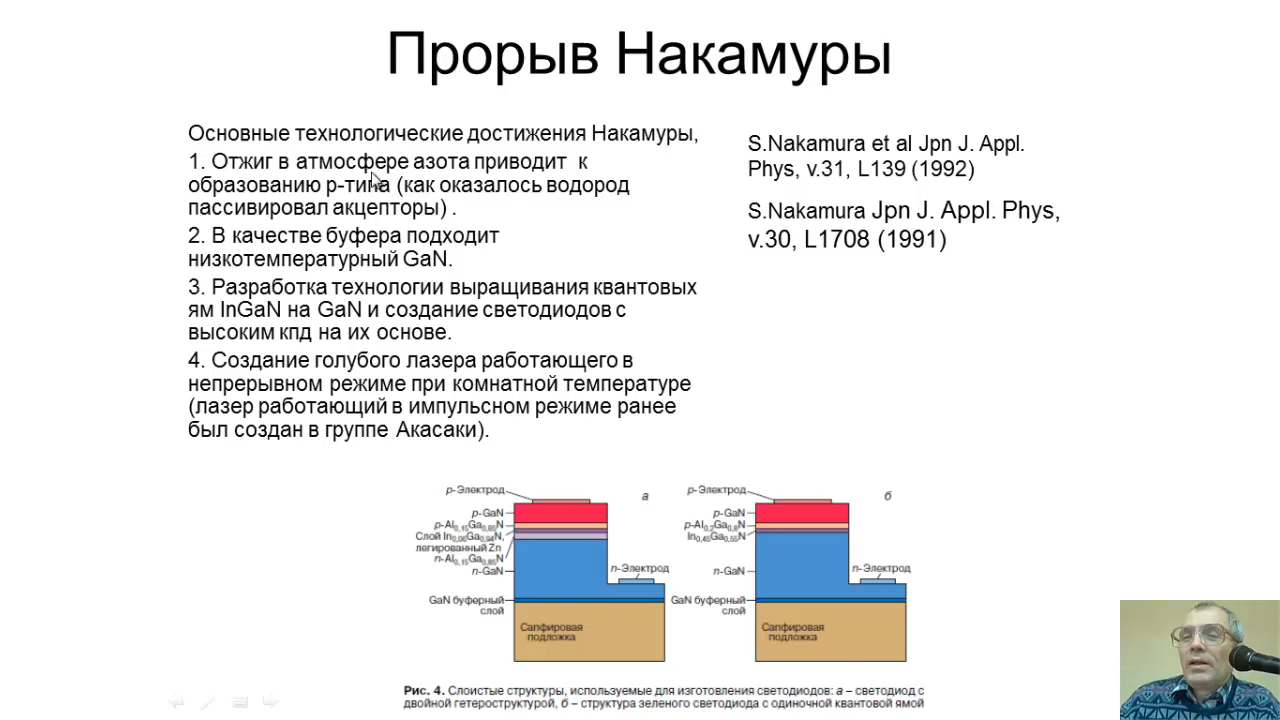 Прорыв Накамуры
Основные технологические достижения Накамуры,
1. Отжиг в атмосфере азота приводит к
образованию р-типа (как оказалось водород
пассивировал акцепторы) .
2. В качестве буфера подходит
низкотемпературный GaN.
3. Разработка технологии выращивания квантовых
ям InGaN на GaN и создание светодиодов с
высоким кпд на их основе.
4. Создание голубого лазера работающего в
непрерывном режиме при комнатной температуре
(лазер работающий в импульсном режиме ранее
был создан в группе Акасаки).
S.Nakamura et al Jpn J. Appl.
Phys, v.31, L139 (1992)
S.Nakamura Jpn J. Appl. Phys,
v.30, L1708 (1991)
p-Электрод
а
p-GaN
p-Al0,15Ga0,85N
Слой In0,06Ga0,94N,
легированный Zn
n-Al0,15Ga0,85N
n-Электрод
n-GaN
GaN буферный
слой
Сапфировая
подложка
p-Электрод
б
p-GaN
p-Al0,2Ga0,8N
In0,45Ga0,55N
n-Электрод
n-GaN
GaN буферный
слой
Сапфировая
подложка
Рис. 4. Слоистые структуры, используемые для изготовления светодиодов: а – светодиод с
двойной гетероструктурой, б – структура зеленого светодиода с одиночной квантовой ямой